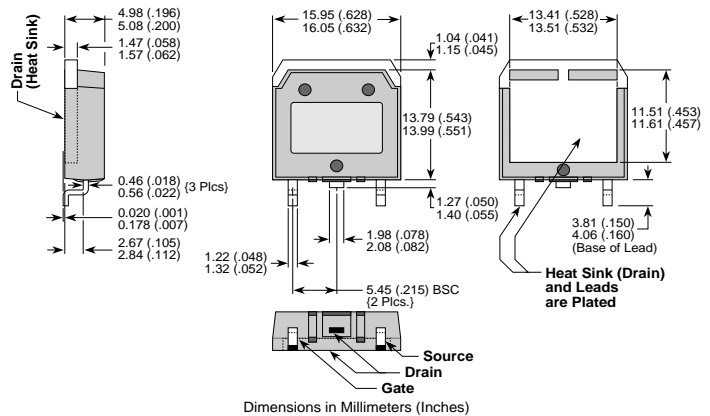 4.98 (.196)
5.08 (.200)
1.47 (.058)
1.57 (.062)
Drain
(Heat Sink)
0.46 (.018)
0.56 (.022)
{3 Plcs}
0.020 (.001)
0.178 (.007)
2.67 (.105)
2.84 (.112)
15.95 (.628)
16.05 (.632)
1.04 (.041)
1.15 (.045)
13.79 (.543)
13.99 (.551)
1.27 (.050)
1.40 (.055)
1.98 (.078)
2.08 (.082)
1.22 (.048)
1.32 (.052)
5.45 (.215) BSC
{2 Plcs.}
13.41 (.528)
13.51 (.532)
11.51 (.453)
11.61 (.457)
3.81 (.150)
4.06 (.160)
(Base of Lead)
Heat Sink (Drain)
and Leads
are Plated
Source
Drain
Gate
Dimensions in Millimeters (Inches)